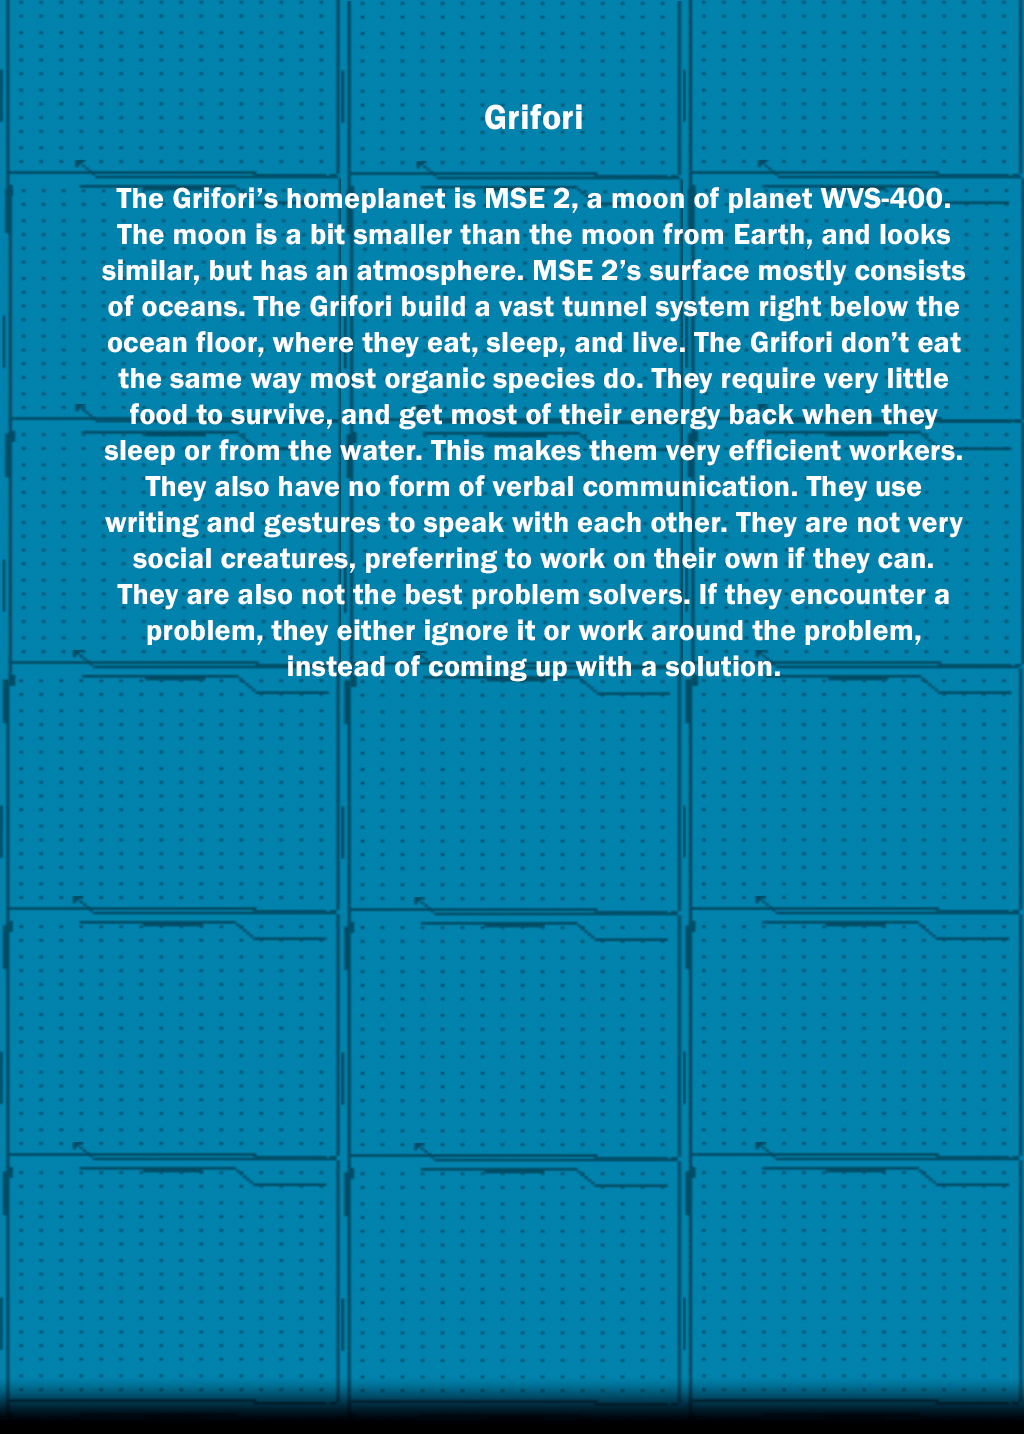 Grifori
The Grifori’s homeplanet is MSE 2, a moon of planet WVS-400.
The moon is a bit smaller than the moon from Earth, and looks
similar, but has an atmosphere. MSE 2’s surface mostly consists
of oceans. The Grifori build a vast tunnel system right below the
ocean floor, where they eat, sleep, and live. The Grifori don’t eat
the same way most organic species do. They require very little
food to survive, and get most of their energy back when they
sleep or from the water. This makes them very efficient workers.
They also have no form of verbal communication. They use
writing and gestures to speak with each other. They are not very
social creatures, preferring to work on their own if they can.
They are also not the best problem solvers. If they encounter a
problem, they either ignore it or work around the problem,
instead of coming up with a solution.